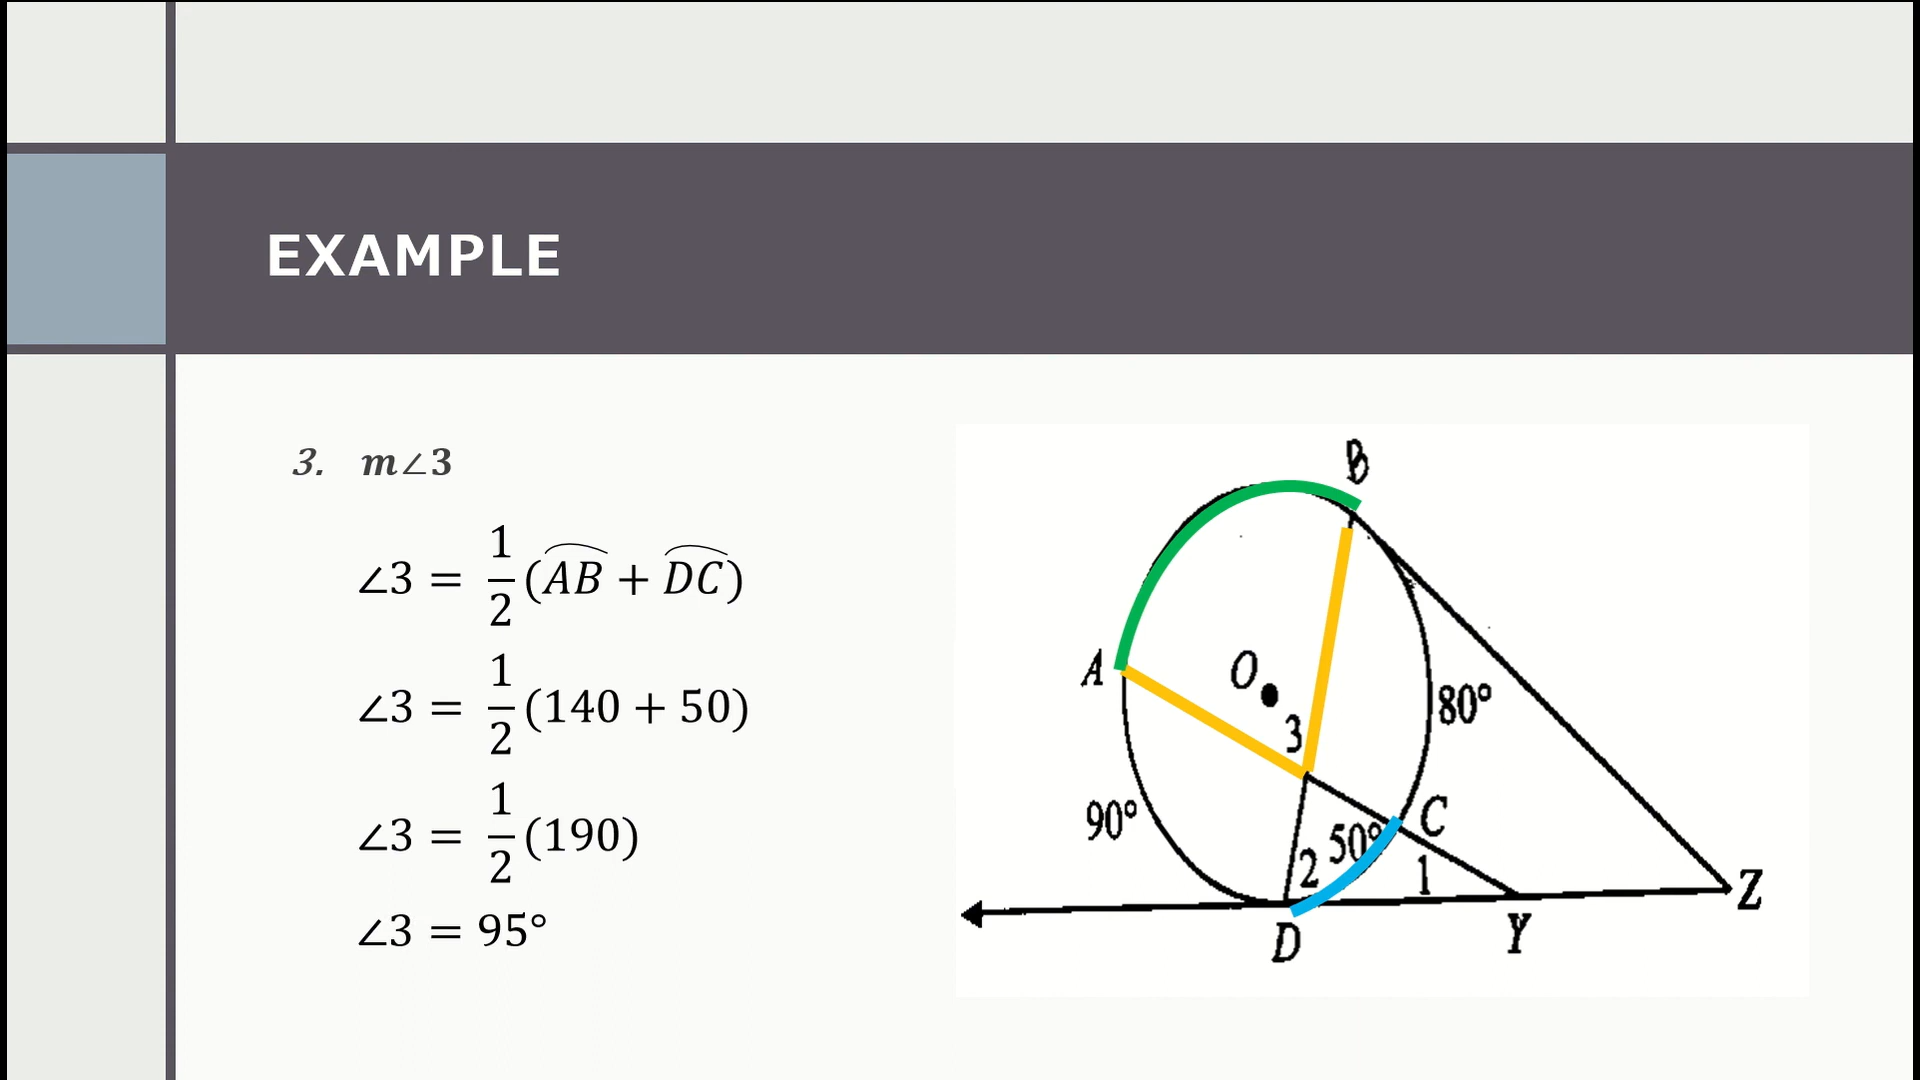 EXAMPLE
3. m∠3
∠3 = 1/2 (AB + DC)
∠3 = 1/2 (140 + 50)
∠3 = 1/2 (190)
∠3 = 95°
B
A
O
3
80°
90°
50°
C
2
1
Z
D
Y